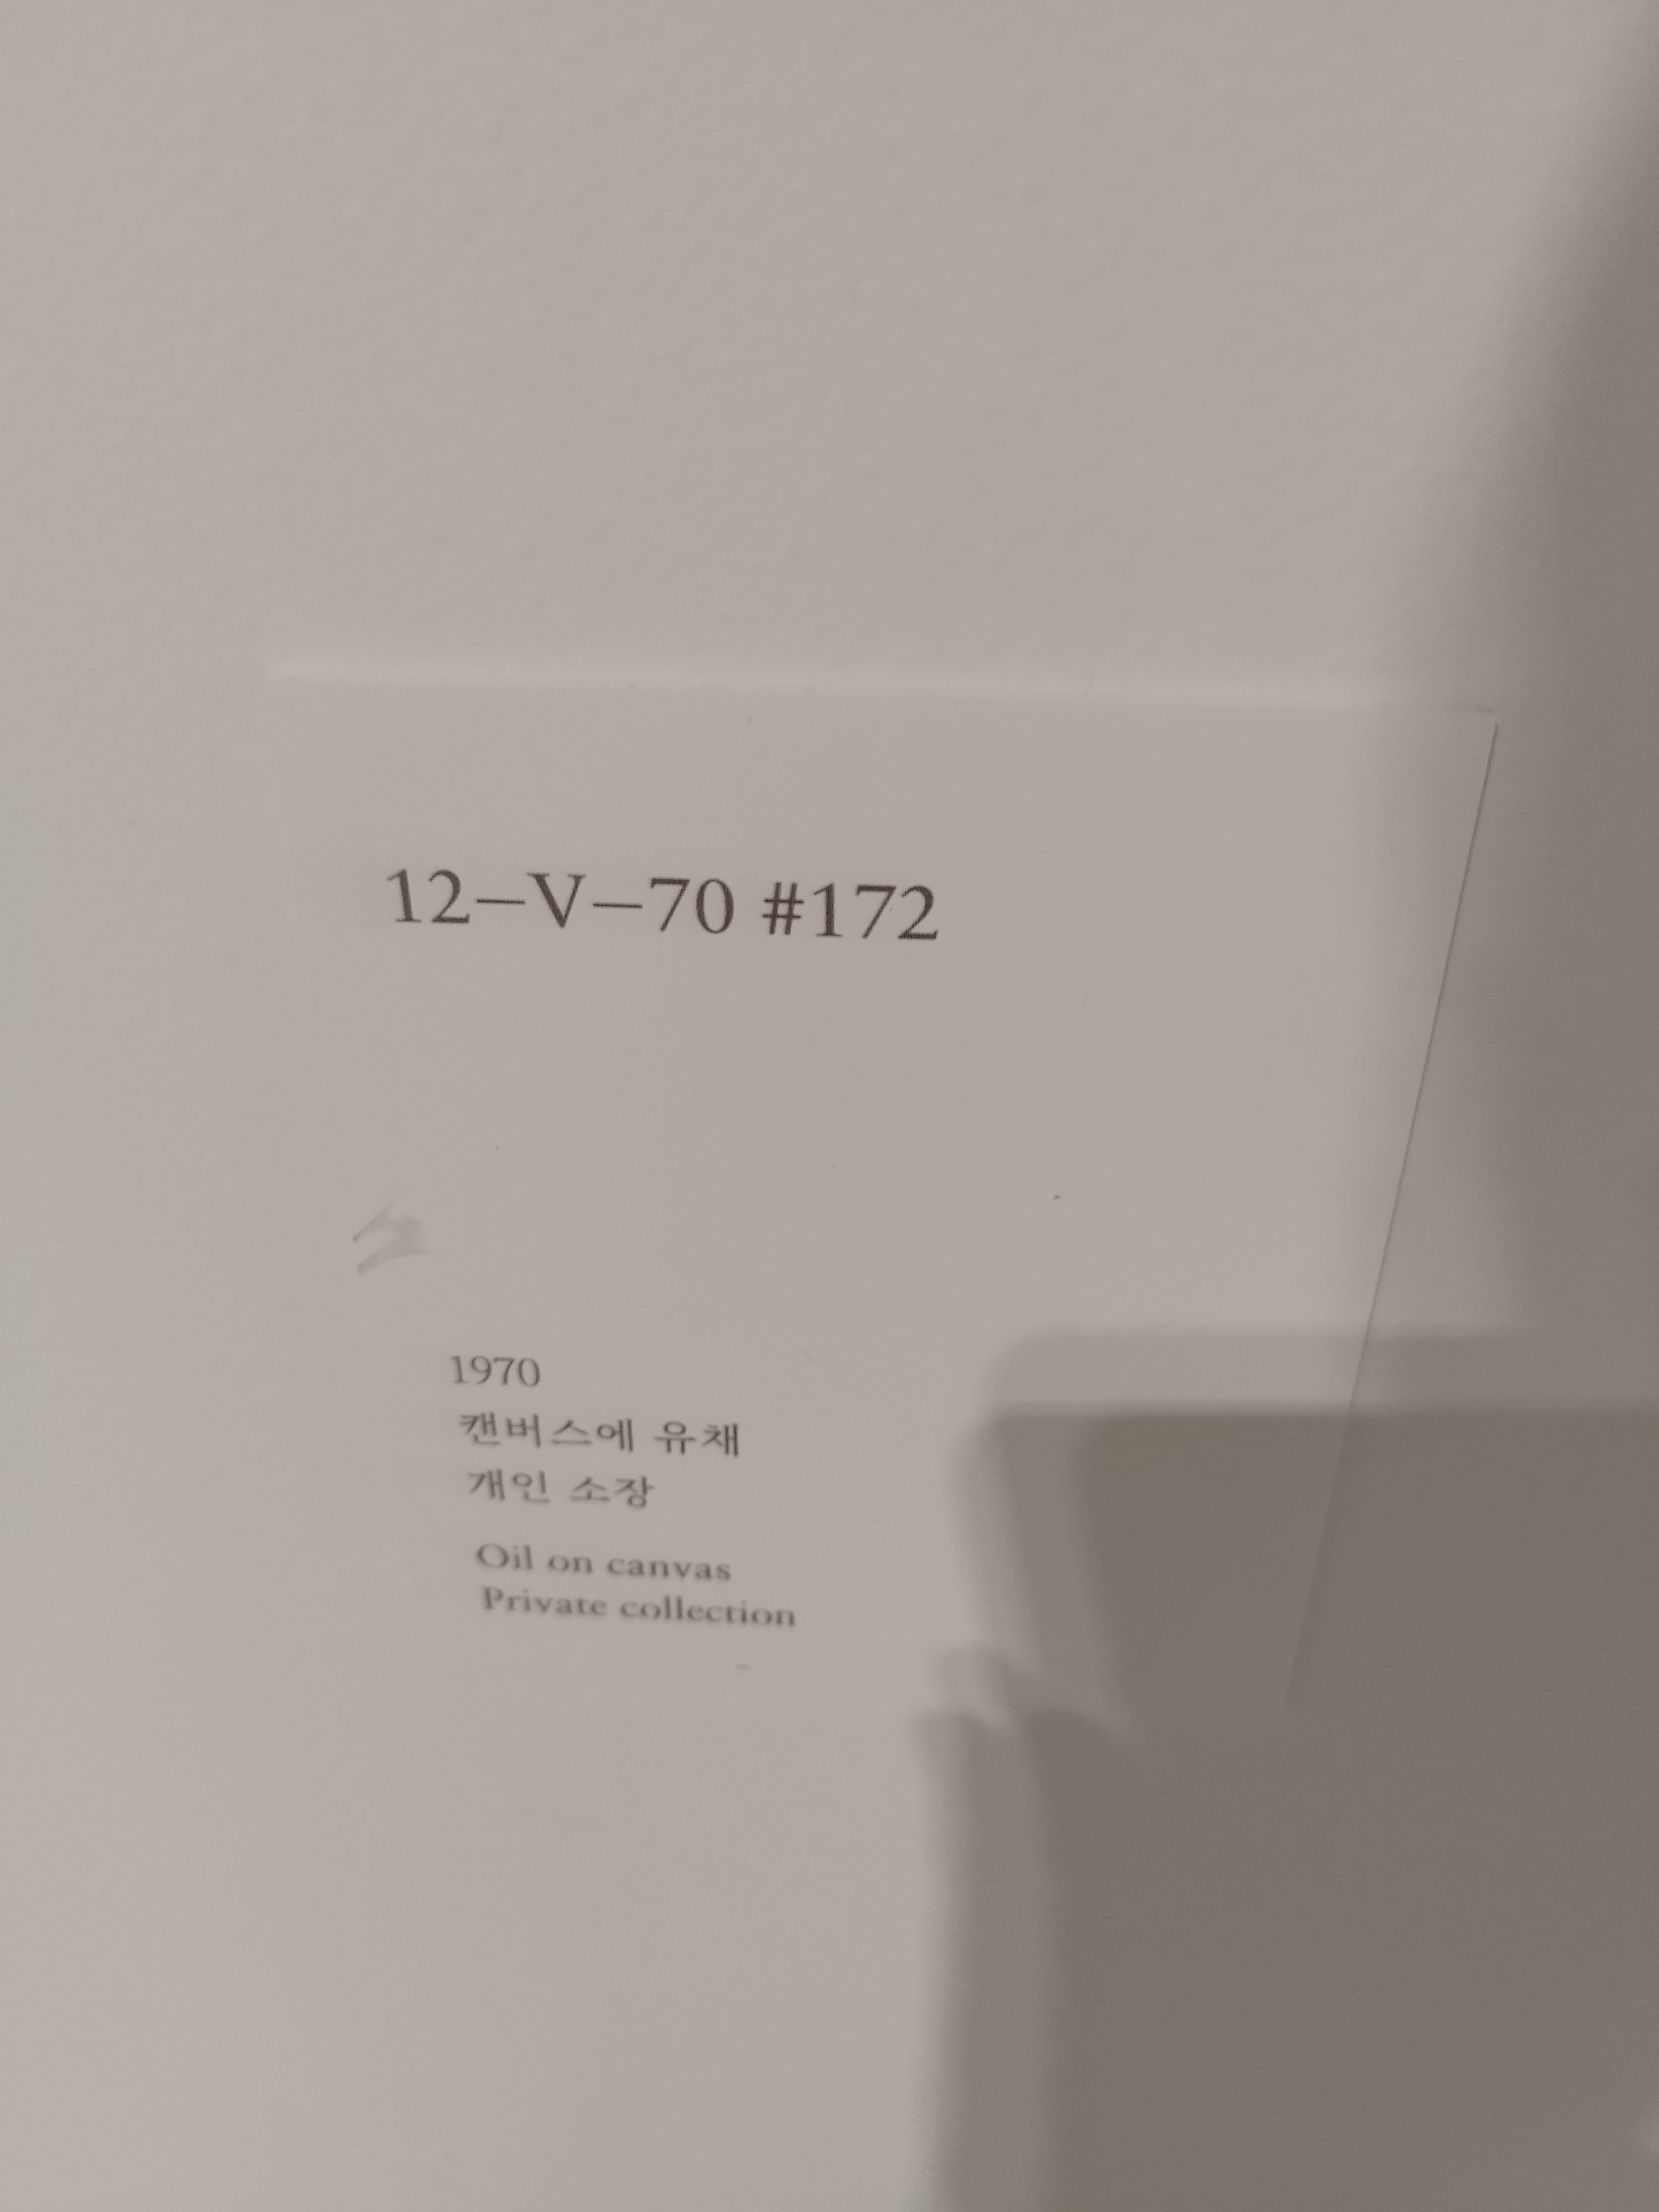 12–V–70 #172
1970
캔버스에 유채
개인 소장
Oil on canvas
Private collection